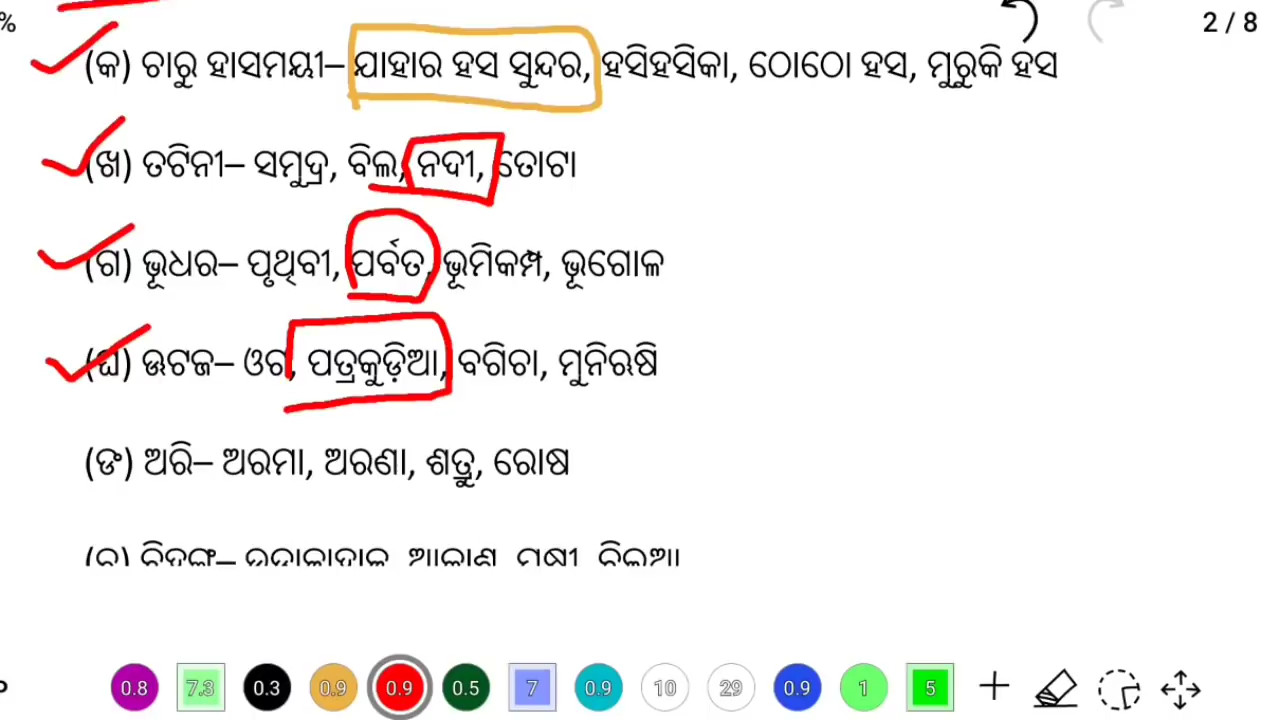 %
2 / 8
(କ) ଚାରୁ ହାସମୟୀ– ଯାହାର ହସ ସୁନ୍ଦର, ହସିହସିକା, ଠୋଠୋ ହସ, ମୁରୁକି ହସ
(ଖ) ତଟିନୀ– ସମୁଦ୍ର, ବିଲ, ନଦୀ, ତୋଟା
(ଗ) ଭୂଧର– ପୃଥିବୀ, ପର୍ବତ, ଭୂମିକମ୍ପ, ଭୂଗୋଳ
(ଘ) ଊଟଜ– ଓଟ, ପତ୍ରକୁଡ଼ିଆ, ବଗିଚା, ମୁନିଋଷି
(ଙ) ଅରି– ଅରମା, ଅରଣା, ଶତ୍ରୁ, ରୋଷ
0.8 7.3 0.3 0.9 0.9 0.5 7 0.9 10 29 0.9 1 5